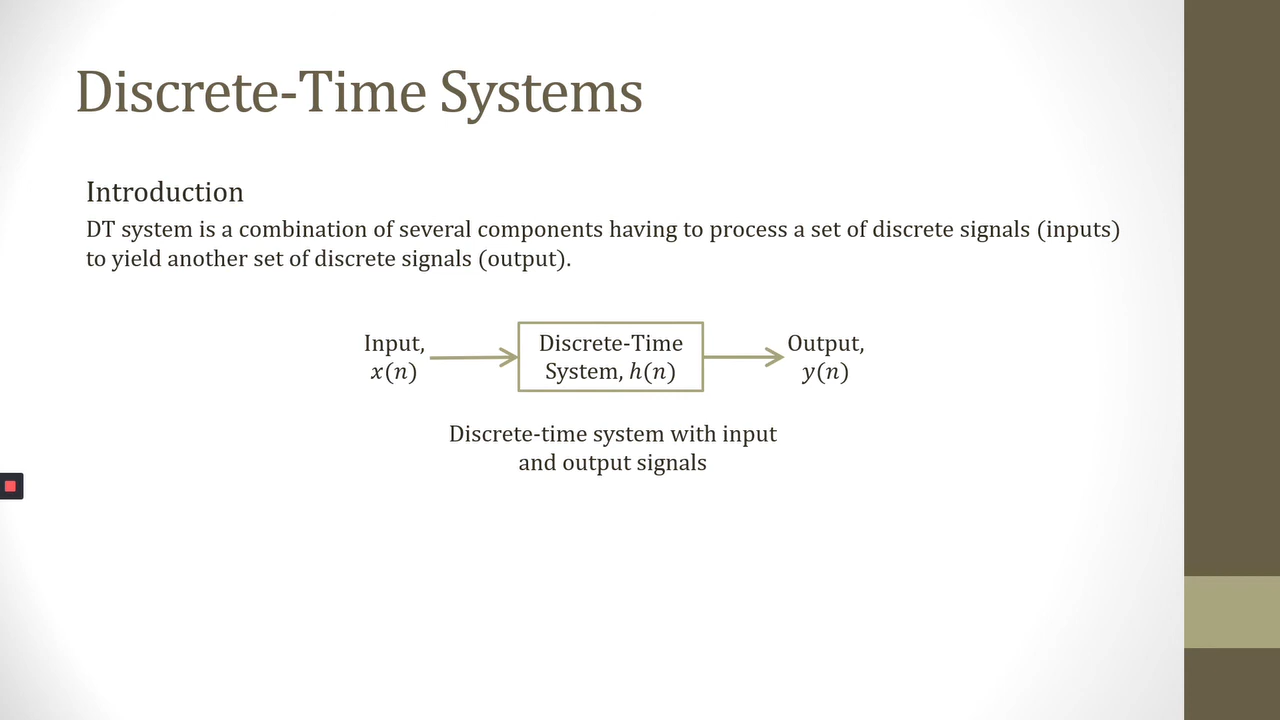 Discrete-Time Systems
Introduction
DT system is a combination of several components having to process a set of discrete signals (inputs)
to yield another set of discrete signals (output).
Input,
x(n)
Discrete-Time
System, h(n)
Output,
y(n)
Discrete-time system with input
and output signals